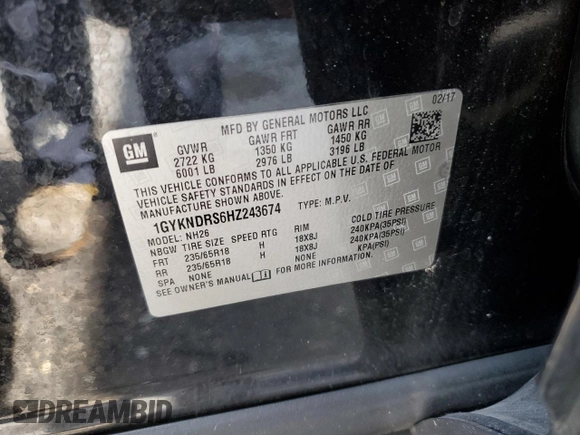 02/17
GM
MFD BY GENERAL MOTORS LLC
GVWR GAWR FRT GAWR RR
2722 KG 1350 KG 1450 KG
6001 LB 2976 LB 3196 LB
THIS VEHICLE CONFORMS TO ALL APPLICABLE U.S. FEDERAL MOTOR
VEHICLE SAFETY STANDARDS IN EFFECT ON THE DATE OF
MANUFACTURE SHOWN ABOVE.
1GYKNDRS6HZ243674 TYPE: M.P.V.
MODEL: NH26 COLD TIRE PRESSURE
NBGW TIRE SIZE SPEED RTG RIM
FRT 235/65R18 H 18X8J 240KPA(35PSI)
RR 235/65R18 H 18X8J 240KPA(35PSI)
SPA NONE NONE KPA(PSI)
SEE OWNER'S MANUAL FOR MORE INFORMATION.
DREAMBID